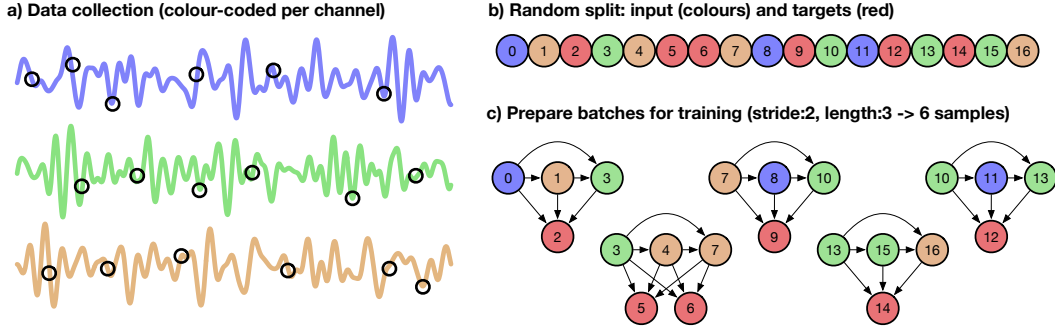 a) Data collection (colour-coded per channel)
b) Random split: input (colours) and targets (red)
0 1 2 3 4 5 6 7 8 9 10 11 12 13 14 15 16
c) Prepare batches for training (stride:2, length:3 -> 6 samples)
0 1 3
2
3 4 7
5 6
7 8 10
9
13 15 16
14
10 11 13
12